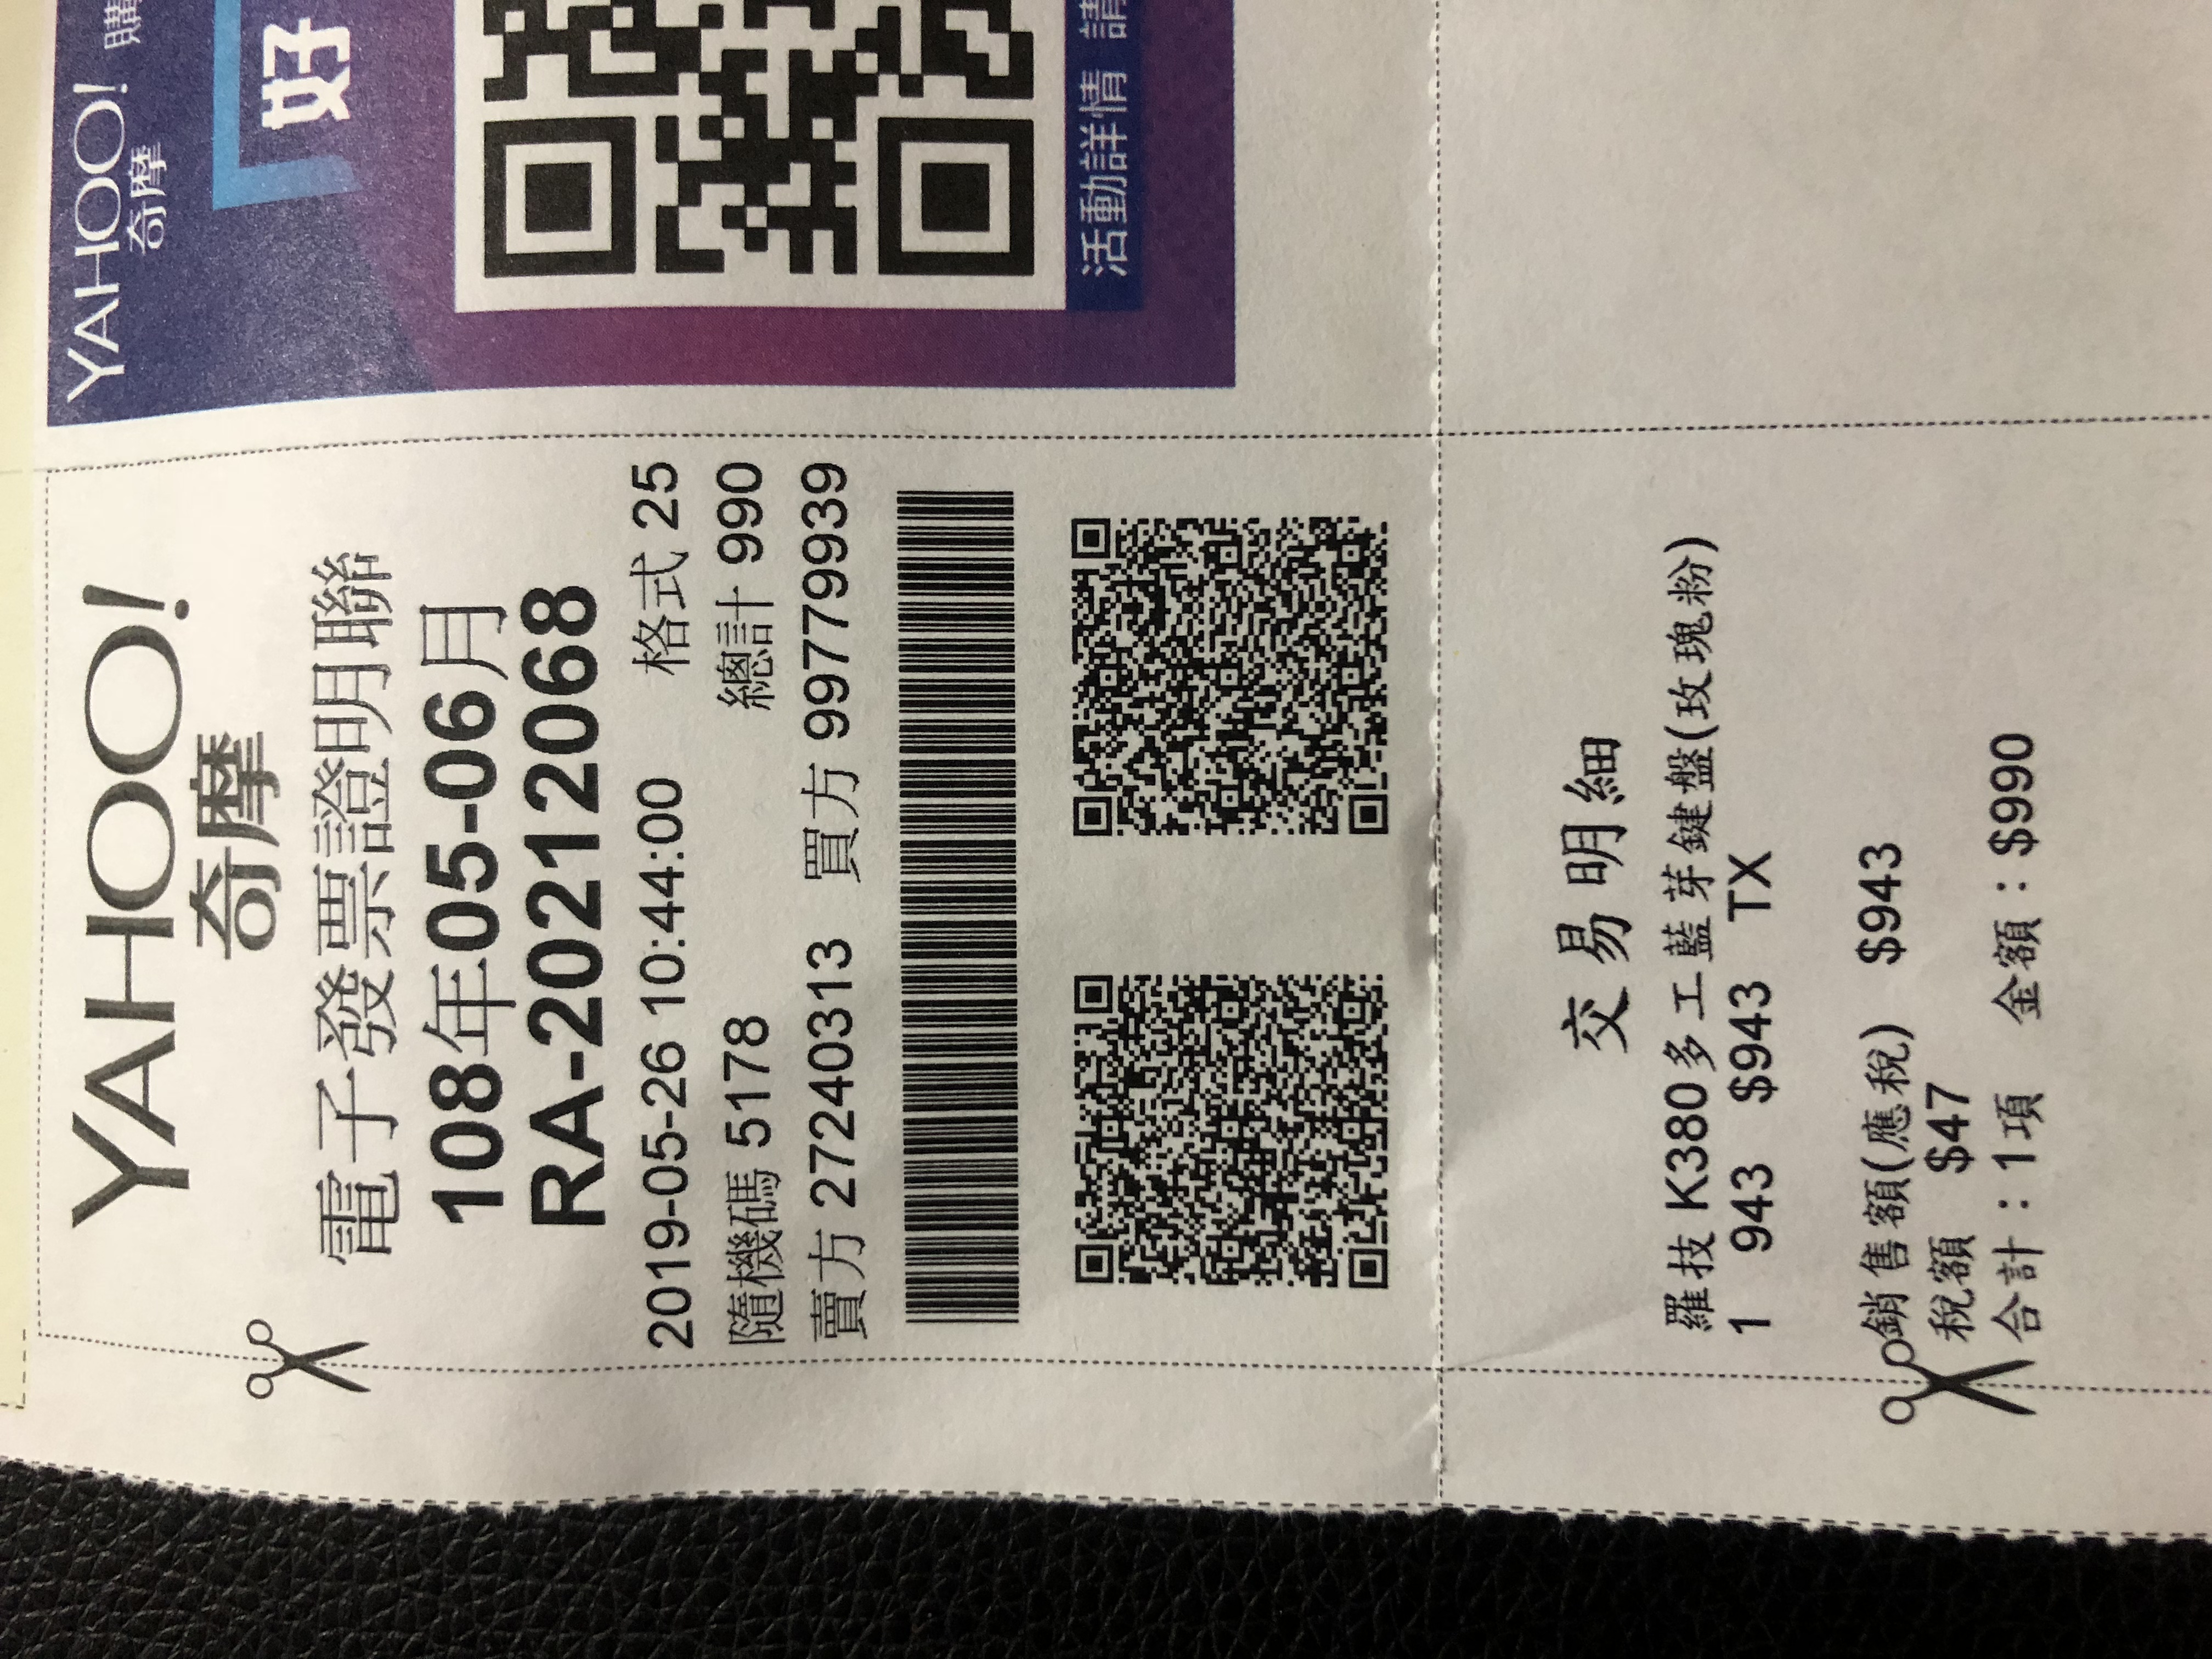 YAHOO!
奇摩
電子發票證明聯
108年05-06月
RA-20212068
2019-05-26 10:44:00 格式 25
隨機碼 5178 總計 990
賣方 27240313 買方 99779939
交易明細
羅技 K380多工藍芽鍵盤(玫瑰粉)
1 943 $943 TX
銷售額(應稅) $943
稅額 $47
合計：1項 金額：$990
YAHOO!
奇摩 購
好
活動詳情 請